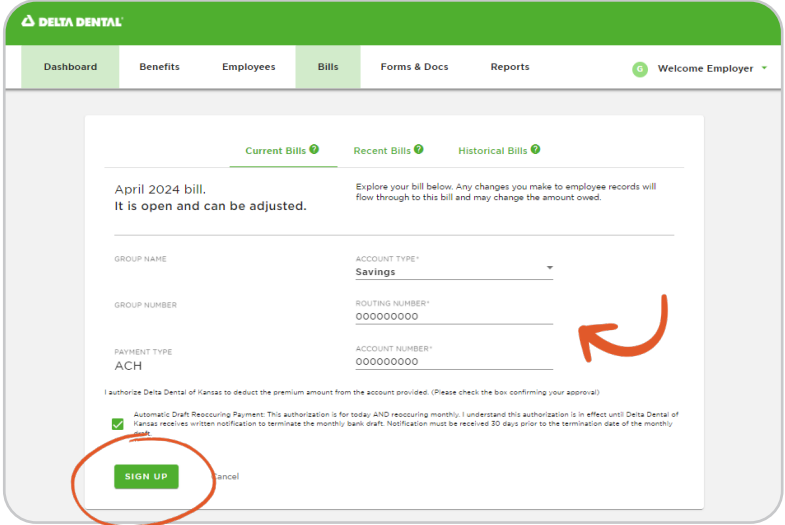 DELTA DENTAL
Dashboard Benefits Employees Bills Forms & Docs Reports G Welcome Employer
Current Bills ? Recent Bills ? Historical Bills ?
April 2024 bill.
It is open and can be adjusted.
Explore your bill below. Any changes you make to employee records will
flow through to this bill and may change the amount owed.
GROUP NAME
ACCOUNT TYPE*
Savings
GROUP NUMBER
ROUTING NUMBER*
000000000
PAYMENT TYPE
ACH
ACCOUNT NUMBER*
000000000
I authorize Delta Dental of Kansas to deduct the premium amount from the account provided. (Please check the box confirming your approval)
Automatic Draft Reoccuring Payment: This authorization is for today AND reoccuring monthly. I understand this authorization is in effect until Delta Dental of
Kansas receives written notification to terminate the monthly bank draft. Notification must be received 30 days prior to the termination date of the monthly
draft.
SIGN UP Cancel